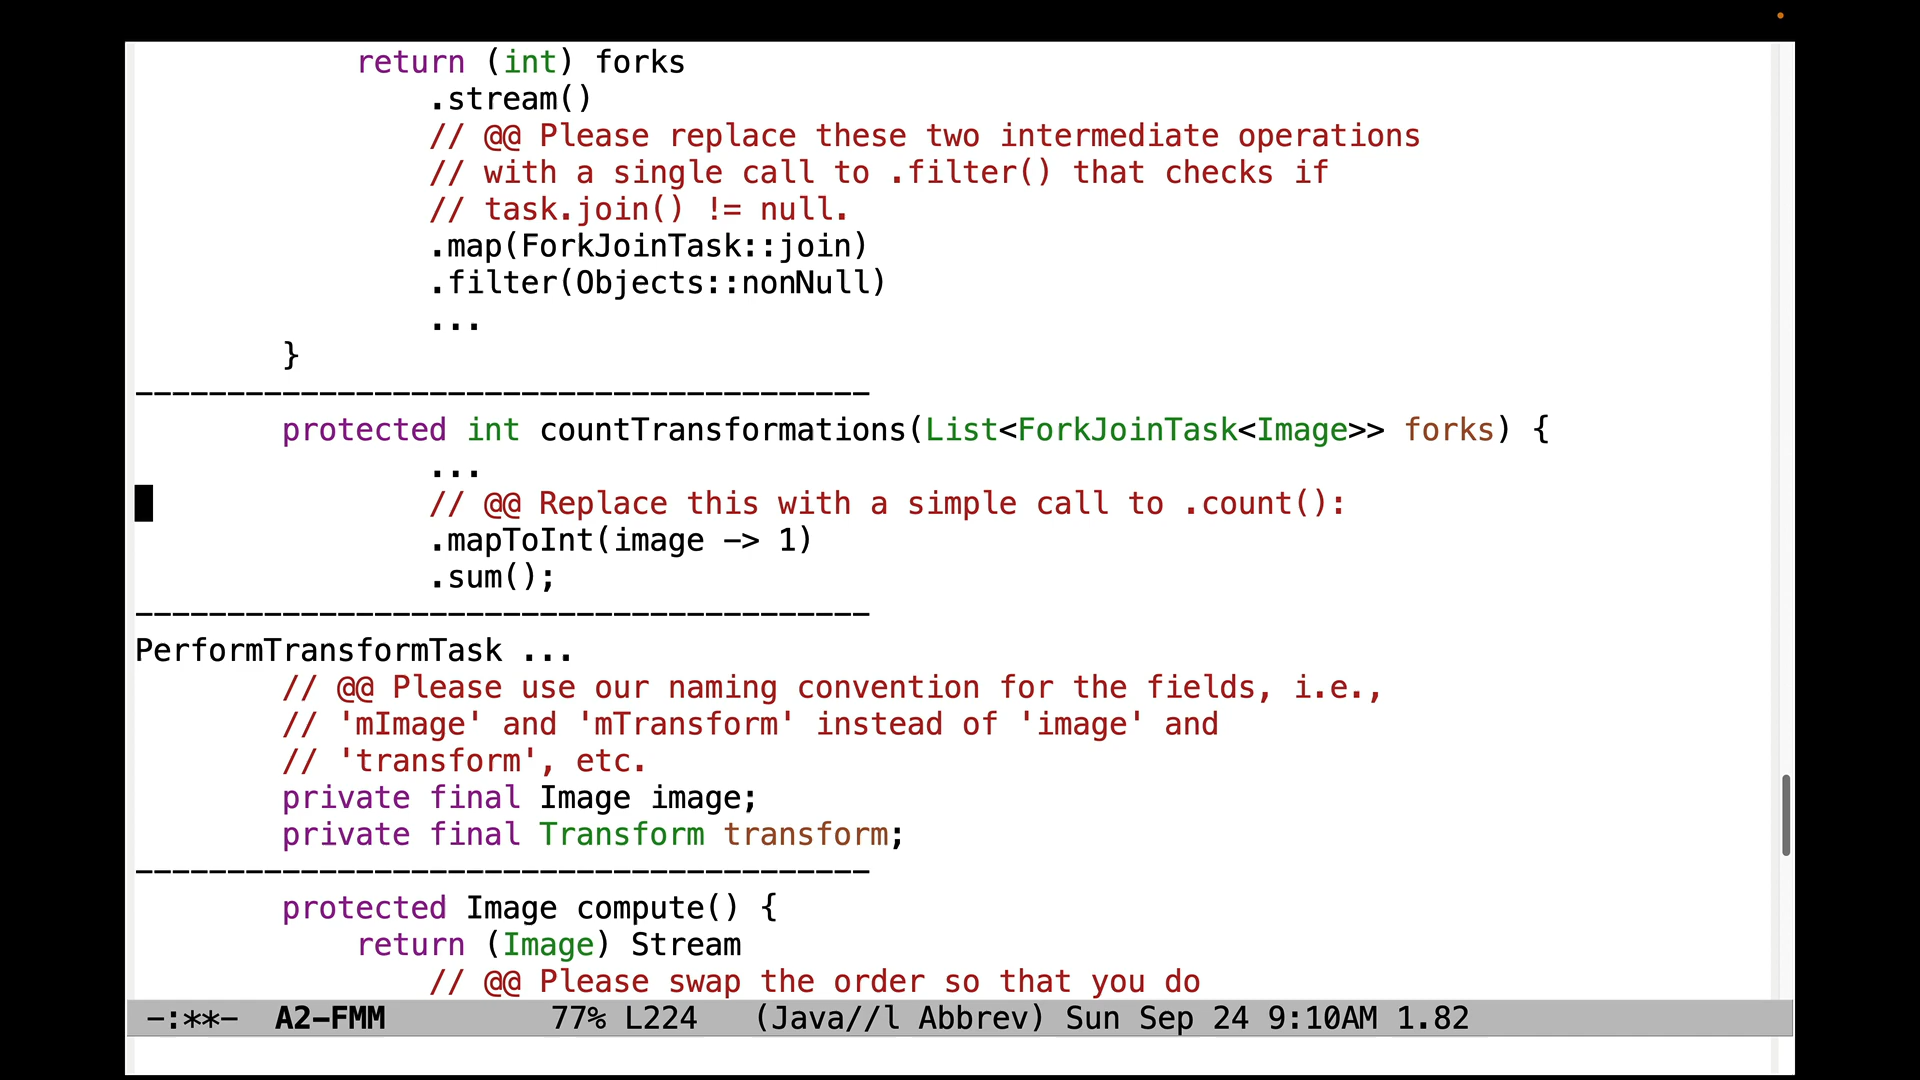 return (int) forks
.stream()
// @@ Please replace these two intermediate operations
// with a single call to .filter() that checks if
// task.join() != null.
.map(ForkJoinTask::join)
.filter(Objects::nonNull)
...
}
----------------------------------------
protected int countTransformations(List<ForkJoinTask<Image>> forks) {
...
// @@ Replace this with a simple call to .count():
.mapToInt(image -> 1)
.sum();
----------------------------------------
PerformTransformTask ...
// @@ Please use our naming convention for the fields, i.e.,
// 'mImage' and 'mTransform' instead of 'image' and
// 'transform', etc.
private final Image image;
private final Transform transform;
----------------------------------------
protected Image compute() {
return (Image) Stream
// @@ Please swap the order so that you do
-:**-  A2-FMM  77% L224  (Java//l Abbrev) Sun Sep 24 9:10AM 1.82